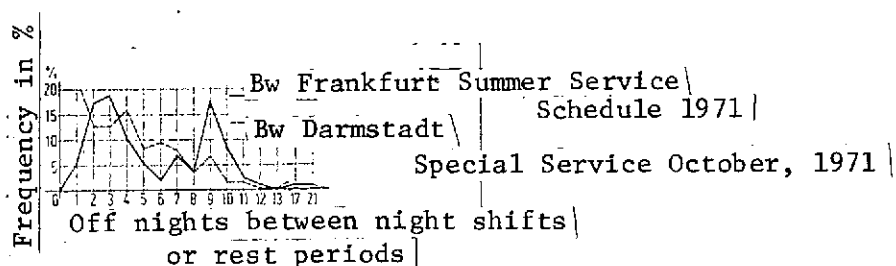 Frequency in %
%
20
15
10
5
0 1 2 3 4 5 6 7 8 9 10 11 12 13 17 21
Bw Frankfurt Summer Service
Schedule 1971
Bw Darmstadt
Special Service October, 1971
Off nights between night shifts
or rest periods